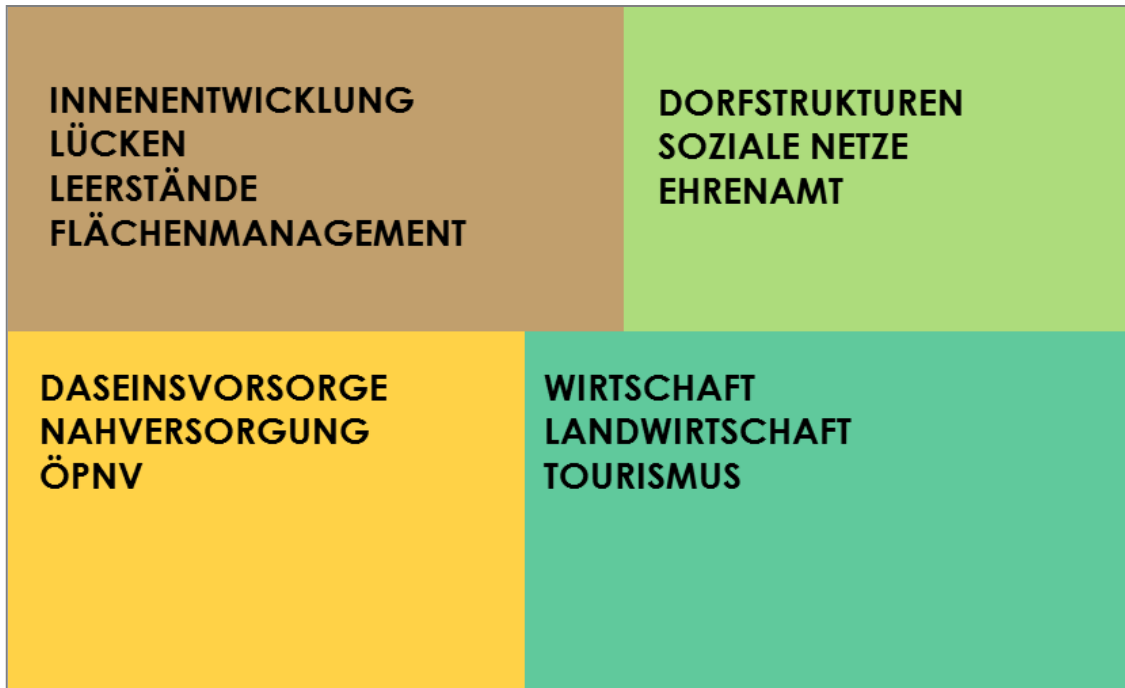 INNENENTWICKLUNG
LÜCKEN
LEERSTÄNDE
FLÄCHENMANAGEMENT
DORFSTRUKTUREN
SOZIALE NETZE
EHRENAMT
DASEINSVORSORGE
NAHVERSORGUNG
ÖPNV
WIRTSCHAFT
LANDWIRTSCHAFT
TOURISMUS